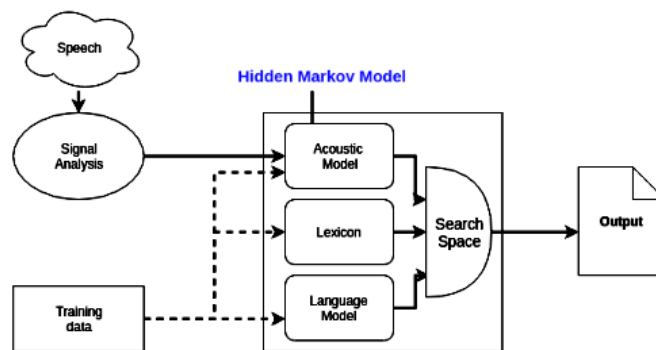 Speech
Hidden Markov Model
Signal
Analysis
Acoustic
Model
Lexicon
Search
Space
Output
Language
Model
Training
data